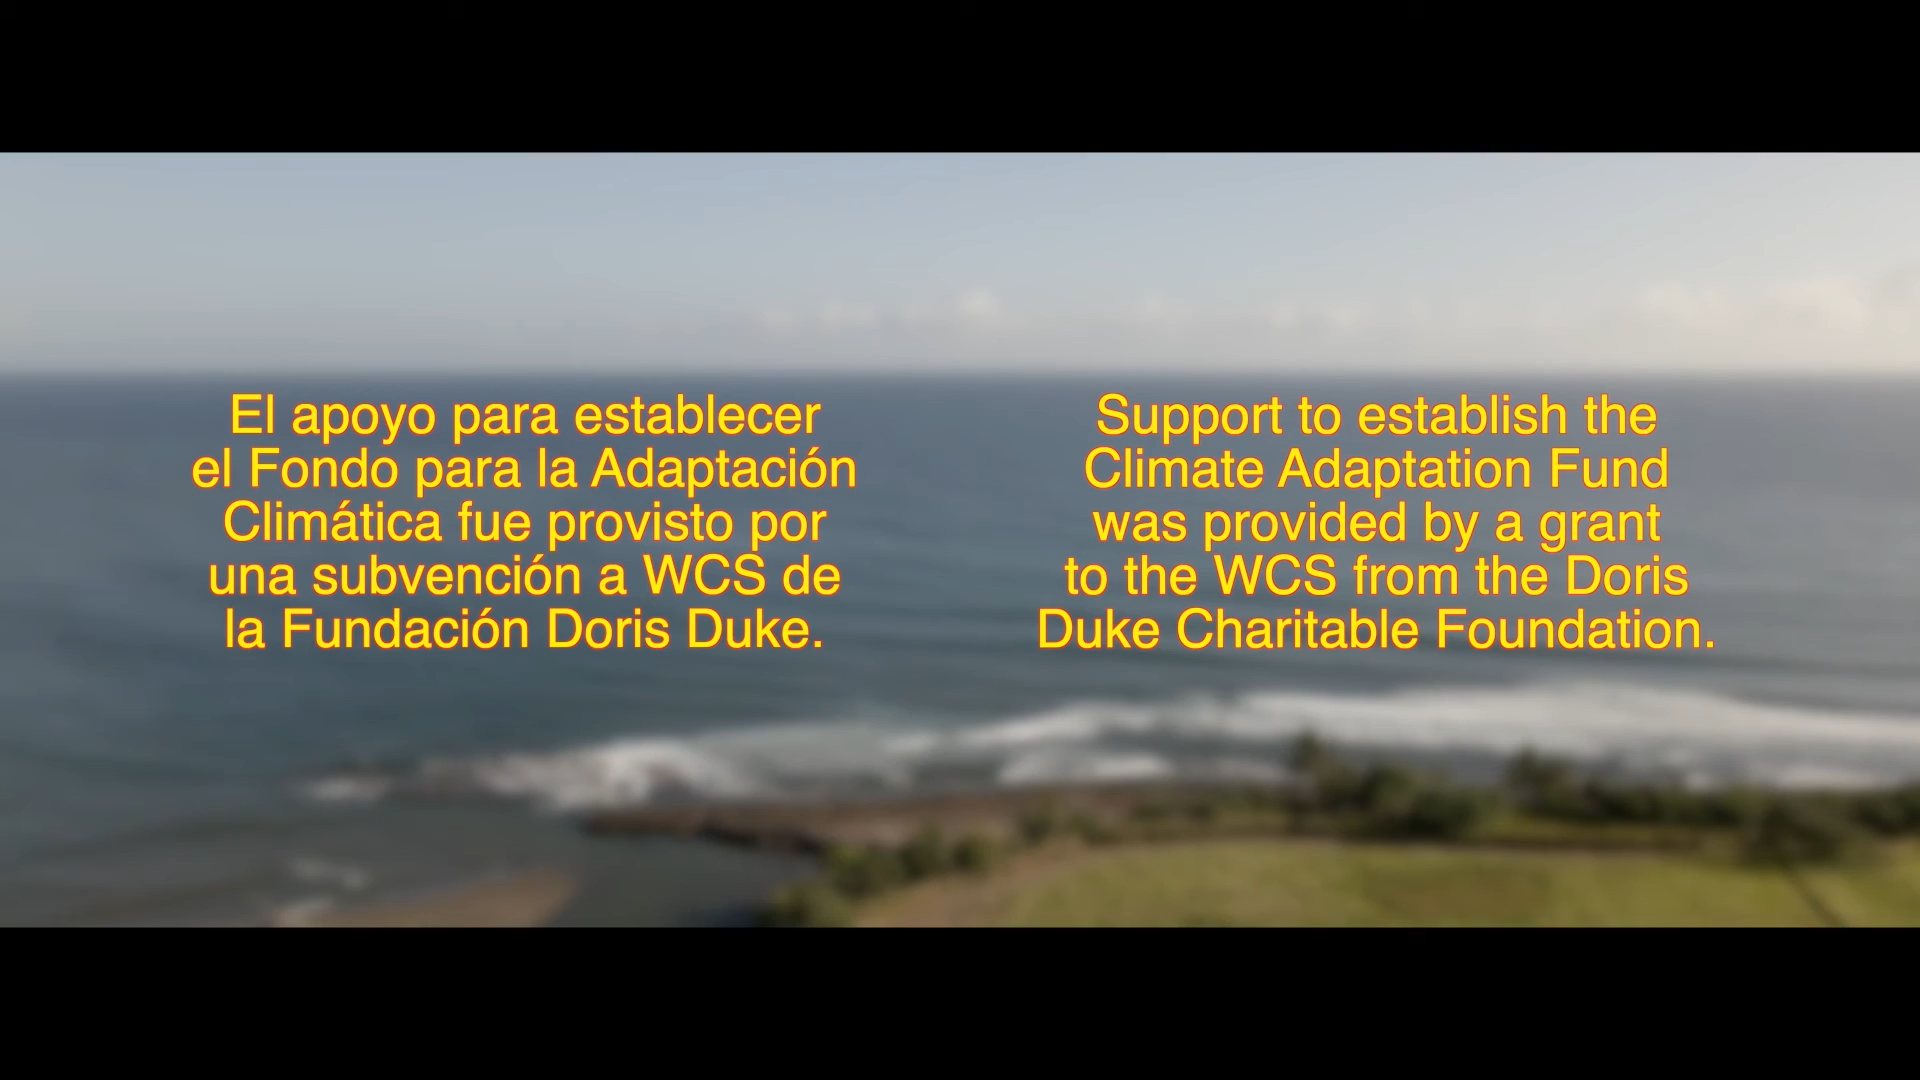 El apoyo para establecer
el Fondo para la Adaptación
Climática fue provisto por
una subvención a WCS de
la Fundación Doris Duke.
Support to establish the
Climate Adaptation Fund
was provided by a grant
to the WCS from the Doris
Duke Charitable Foundation.